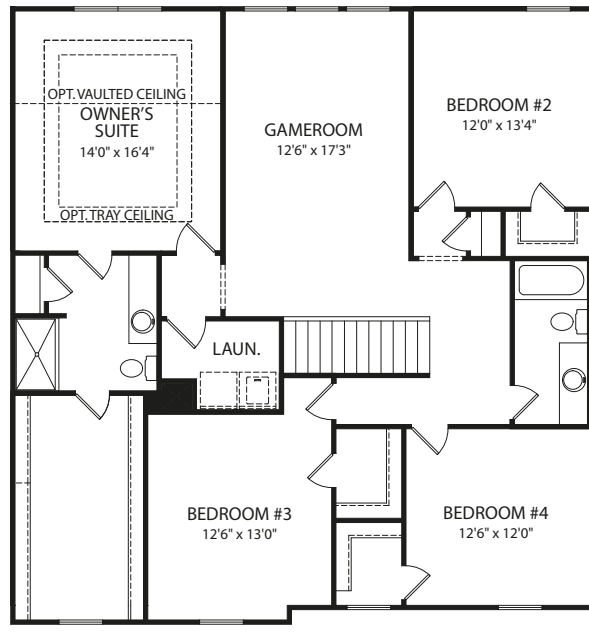 OPT. VAULTED CEILING
OWNER'S
SUITE
14'0" x 16'4"
OPT. TRAY CEILING
GAMEROOM
12'6" x 17'3"
BEDROOM #2
12'0" x 13'4"
LAUN.
BEDROOM #3
12'6" x 13'0"
BEDROOM #4
12'6" x 12'0"